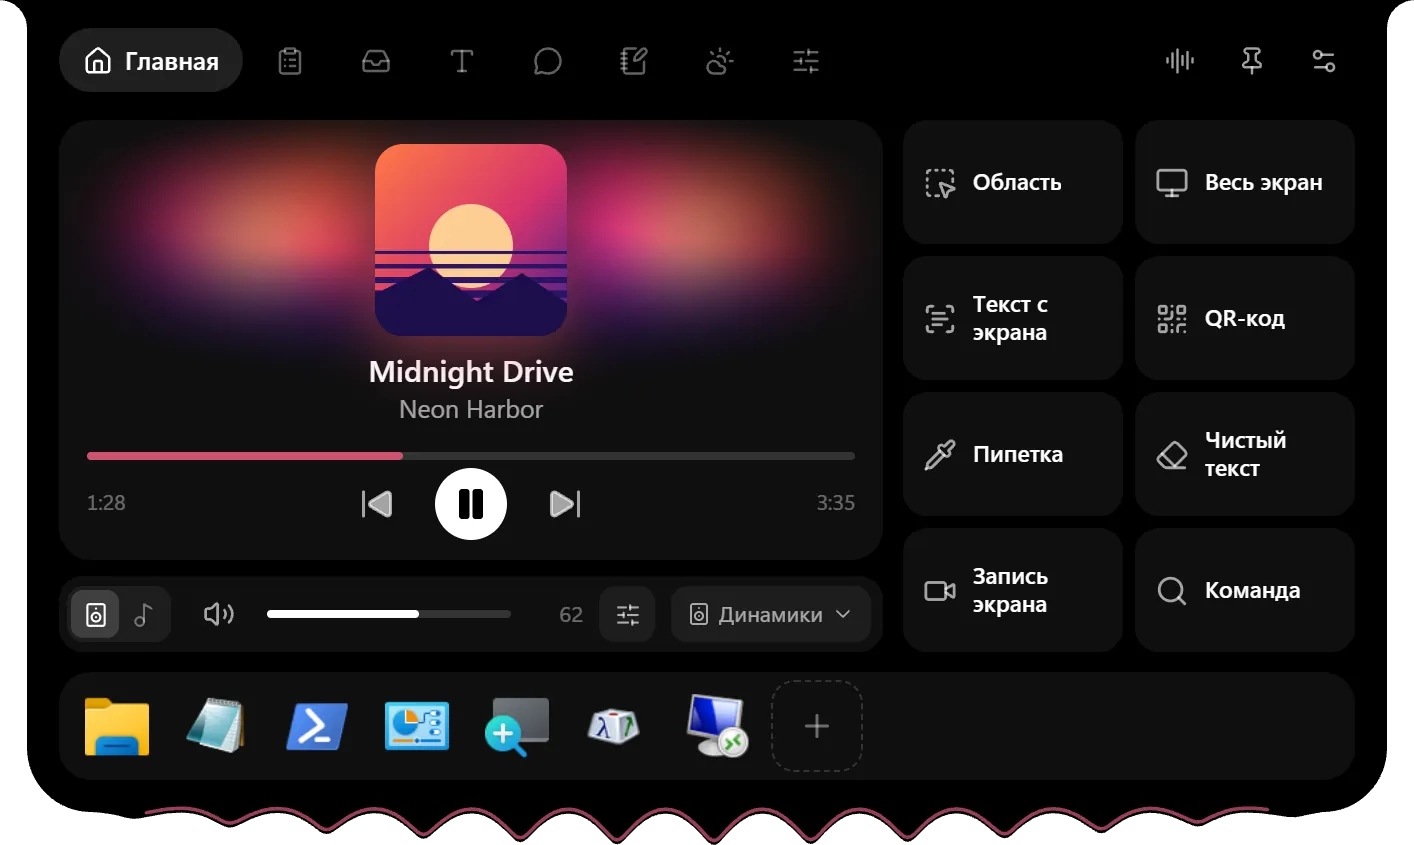 Главная
Midnight Drive
Neon Harbor
1:28
3:35
62
Динамики
Область
Весь экран
Текст с
экрана
QR-код
Пипетка
Чистый
текст
Запись
экрана
Команда